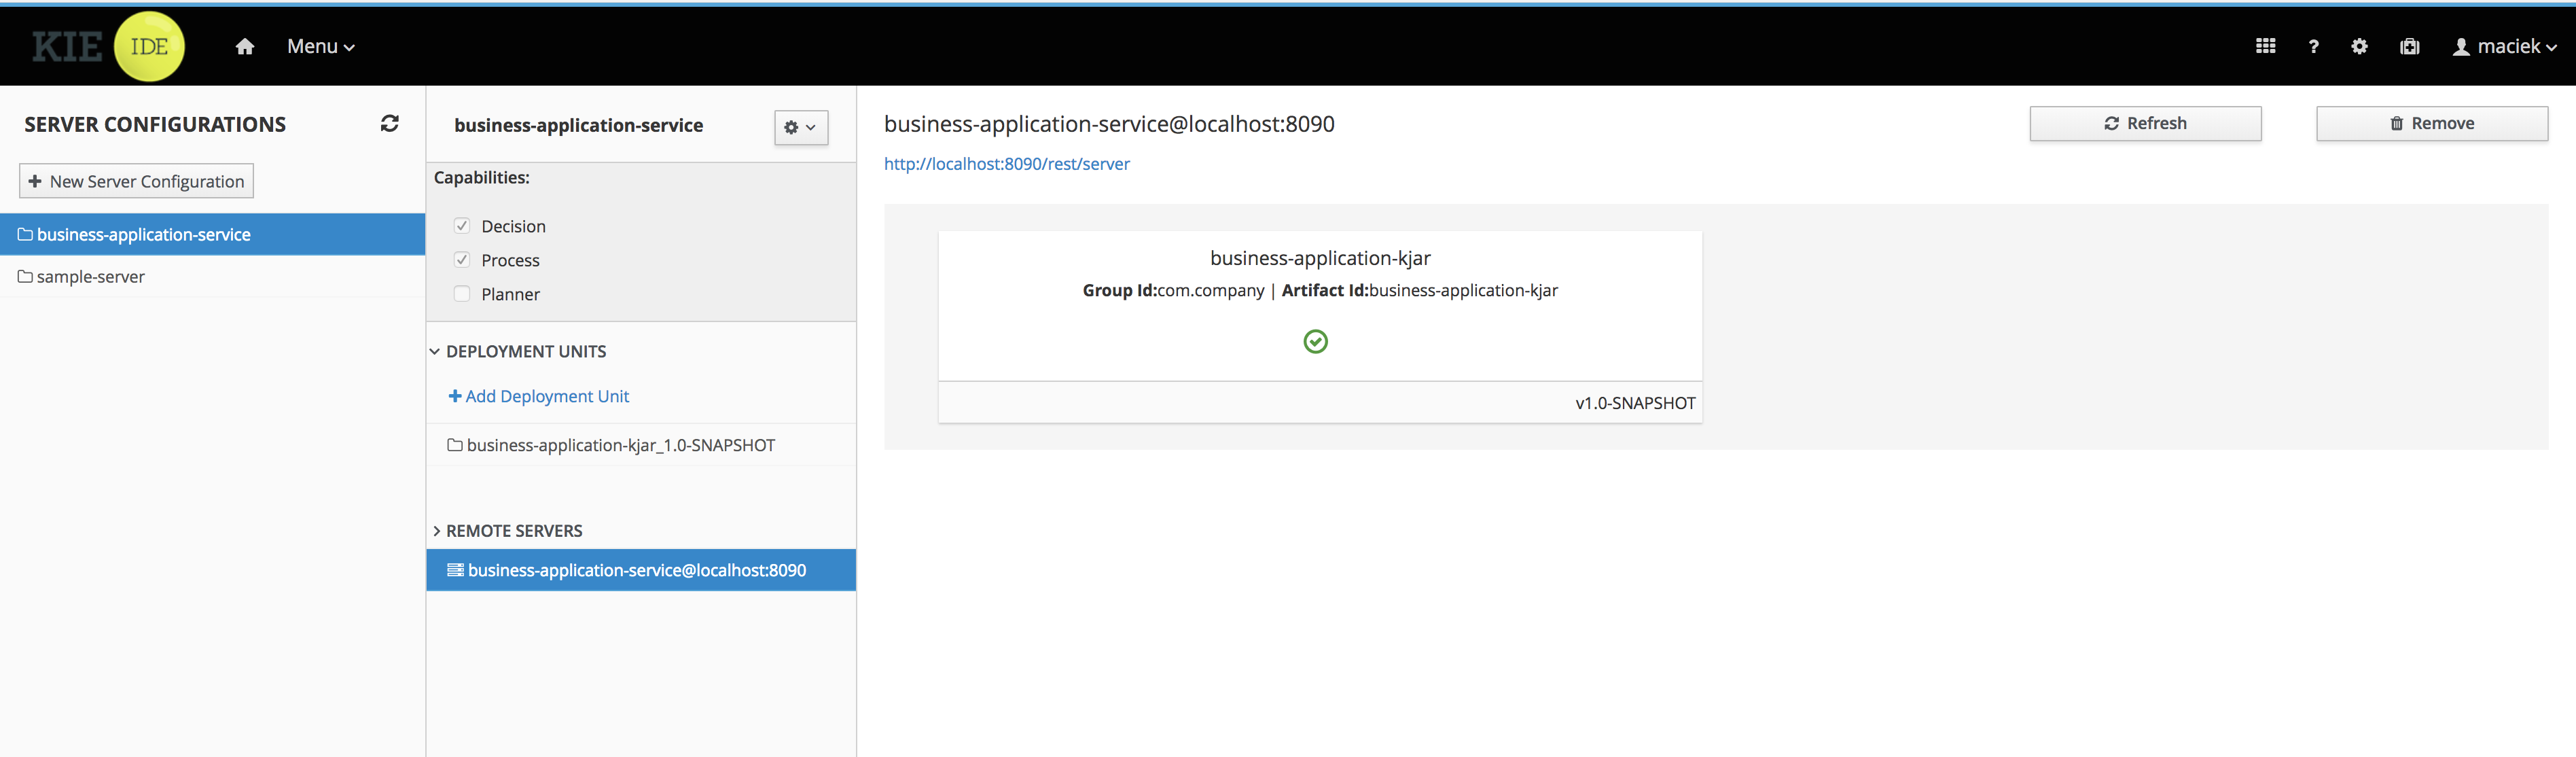 KIE IDE
Menu
?
maciek
SERVER CONFIGURATIONS
New Server Configuration
business-application-service
sample-server
business-application-service
Capabilities:
Decision
Process
Planner
DEPLOYMENT UNITS
Add Deployment Unit
business-application-kjar_1.0-SNAPSHOT
REMOTE SERVERS
business-application-service@localhost:8090
business-application-service@localhost:8090
Refresh
Remove
http://localhost:8090/rest/server
business-application-kjar
Group Id:com.company | Artifact Id:business-application-kjar
v1.0-SNAPSHOT